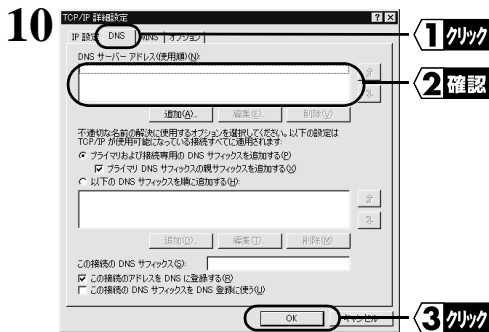 10
TCP/IP 詳細設定
IP 設定 DNS WINS オプション
1 クリック
DNS サーバー アドレス(使用順)(N):
2 確認
追加(A)... 編集(E)... 削除(V)
不適切な名前の解決に使用するオプションを選択してください。以下の設定は
TCP/IP が使用可能になっている接続すべてに適用されます:
プライマリおよび接続専用の DNS サフィックスを追加する(P)
プライマリ DNS サフィックスの親サフィックスを追加する(X)
以下の DNS サフィックスを順に追加する(H):
追加(D)... 編集(T)... 削除(M)
この接続の DNS サフィックス(S):
この接続のアドレスを DNS に登録する(R)
この接続の DNS サフィックスを DNS 登録に使う(U)
OK キャンセル
3 クリック